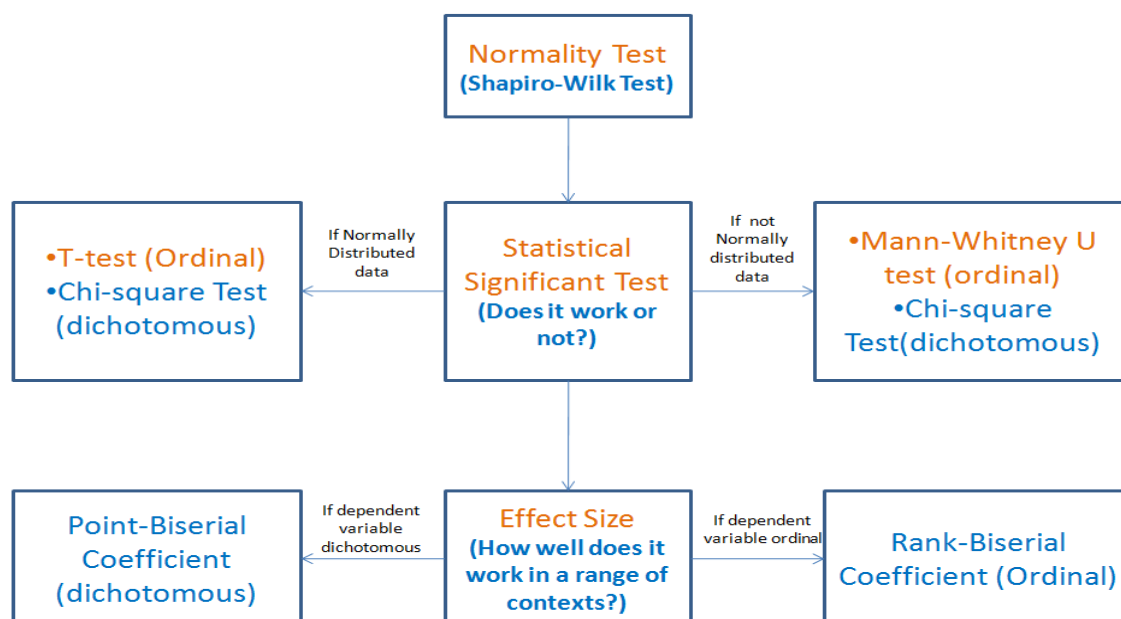 Normality Test
(Shapiro-Wilk Test)
•T-test (Ordinal)
•Chi-square Test
(dichotomous)
If Normally
Distributed
data
Statistical
Significant Test
(Does it work or
not?)
If not
Normally
distributed
data
•Mann-Whitney U
test (ordinal)
•Chi-square
Test(dichotomous)
Point-Biserial
Coefficient
(dichotomous)
If dependent
variable
dichotomous
Effect Size
(How well does it
work in a range of
contexts?)
If dependent
variable ordinal
Rank-Biserial
Coefficient (Ordinal)